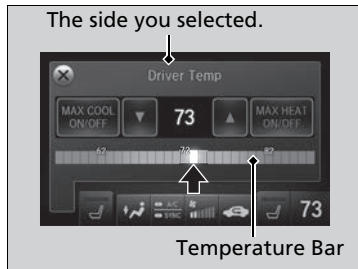 The side you selected.
Driver Temp
MAX COOL ON/OFF
73
MAX HEAT ON/OFF
62 72 82
A/C
SYNC
73
Temperature Bar